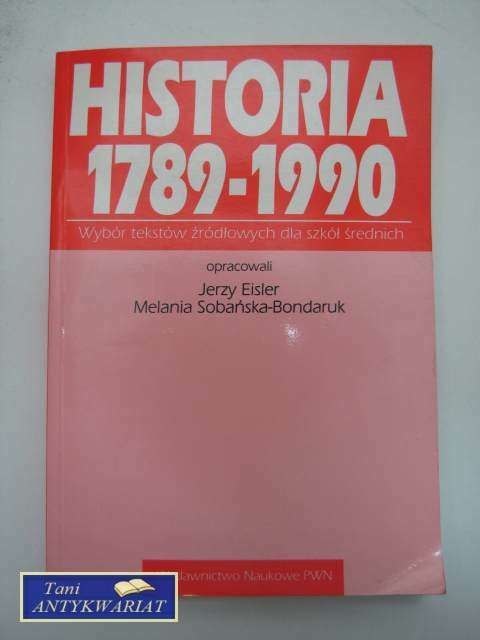 HISTORIA
1789-1990
Wybór tekstów źródłowych dla szkół średnich
opracowali
Jerzy Eisler
Melania Sobańska-Bondaruk
Naukowe PWN
Tani
ANTYKWARIAT